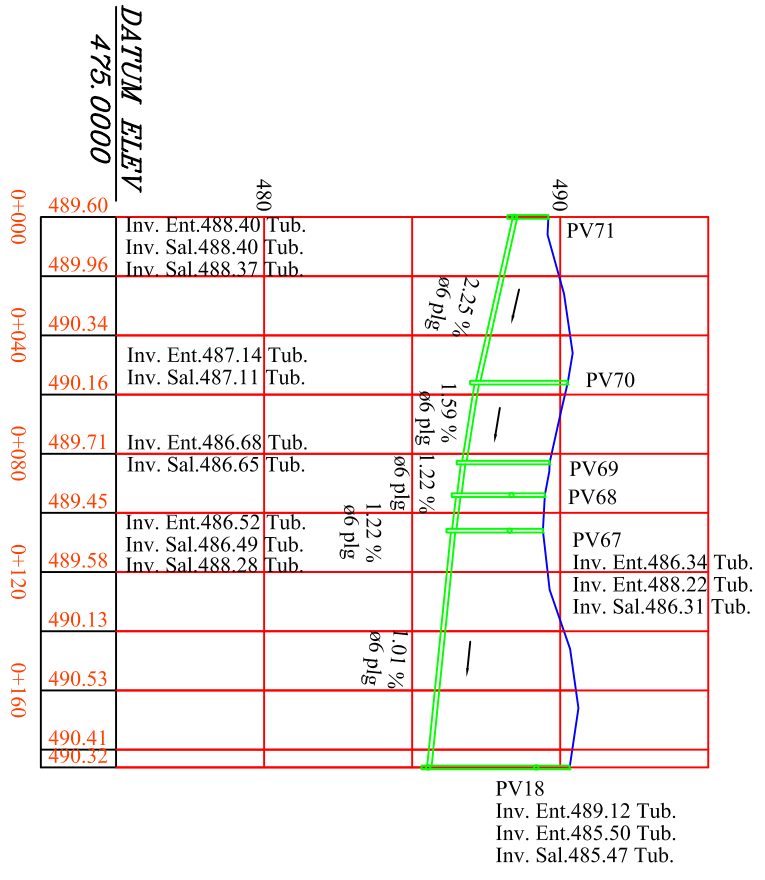 DATUM ELEV
475.0000
480
490
0+000
0+040
0+080
0+120
0+160
489.60
489.96
490.34
490.16
489.71
489.45
489.58
490.13
490.53
490.41
490.32
Inv. Ent.488.40 Tub.
Inv. Sal.488.40 Tub.
Inv. Sal.488.37 Tub.
PV71
2.25 %
ø6 plg
Inv. Ent.487.14 Tub.
Inv. Sal.487.11 Tub.
PV70
1.59 %
ø6 plg
Inv. Ent.486.68 Tub.
Inv. Sal.486.65 Tub.
PV69
1.22 %
ø6 plg
PV68
Inv. Ent.486.52 Tub.
Inv. Sal.486.49 Tub.
Inv. Sal.488.28 Tub.
1.22 %
ø6 plg
PV67
Inv. Ent.486.34 Tub.
Inv. Ent.488.22 Tub.
Inv. Sal.486.31 Tub.
1.01 %
ø6 plg
PV18
Inv. Ent.489.12 Tub.
Inv. Ent.485.50 Tub.
Inv. Sal.485.47 Tub.